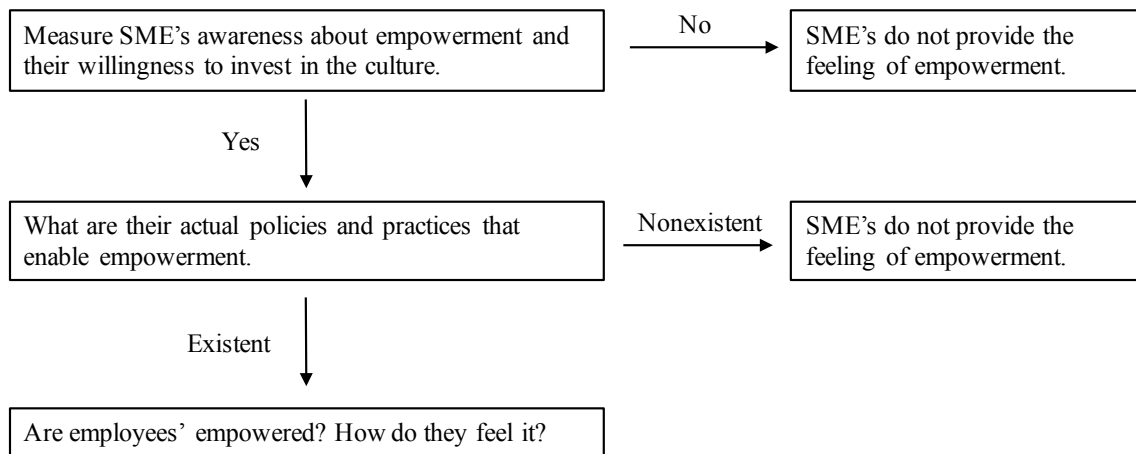 Measure SME's awareness about empowerment and
their willingness to invest in the culture.
No
SME's do not provide the
feeling of empowerment.
Yes
What are their actual policies and practices that
enable empowerment.
Nonexistent
SME's do not provide the
feeling of empowerment.
Existent
Are employees' empowered? How do they feel it?